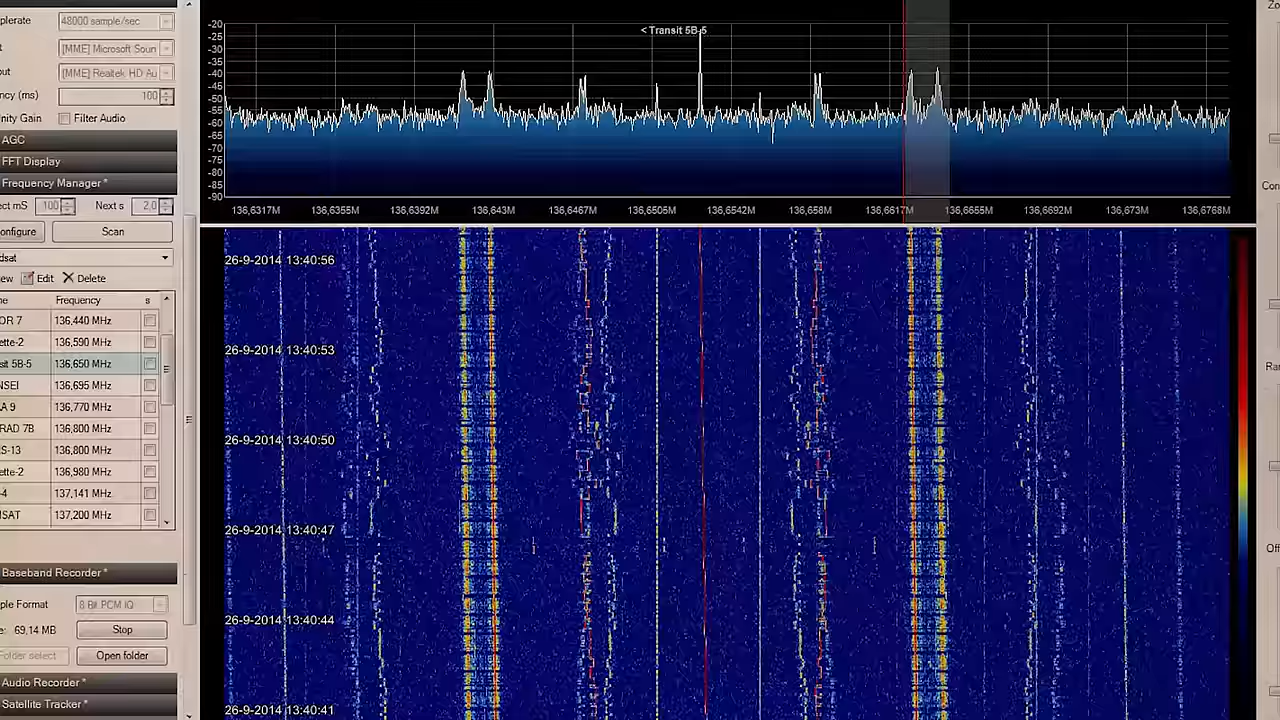 plerate 48000 sample/sec
t [MME] Microsoft Soun
out [MME] Realtek HD Au
ncy (ms) 100
nity Gain Filter Audio
AGC
FFT Display
Frequency Manager *
ect mS 100 Next s 2.0
onfigure Scan
dsat
ew Edit Delete
ne Frequency s
OR 7 136,440 MHz
ette-2 136,590 MHz
sit 5B-5 136,650 MHz
NSEI 136,695 MHz
A 9 136,770 MHz
RAD 7B 136,800 MHz
S-13 136,800 MHz
ette-2 136,980 MHz
-4 137,141 MHz
ISAT 137,200 MHz
Baseband Recorder *
ple Format 8 Bit PCM IQ
e: 69,14 MB Stop
Folder select Open folder
Audio Recorder *
Satellite Tracker *
< Transit 5B-5
-20
-25
-30
-35
-40
-45
-50
-55
-60
-65
-70
-75
-80
-85
-90
136,6317M 136,6355M 136,6392M 136,643M 136,6467M 136,6505M 136,6542M 136,658M 136,6617M 136,6655M 136,6692M 136,673M 136,6768M
26-9-2014 13:40:56
26-9-2014 13:40:53
26-9-2014 13:40:50
26-9-2014 13:40:47
26-9-2014 13:40:44
26-9-2014 13:40:41
Zo
Con
Ran
Off